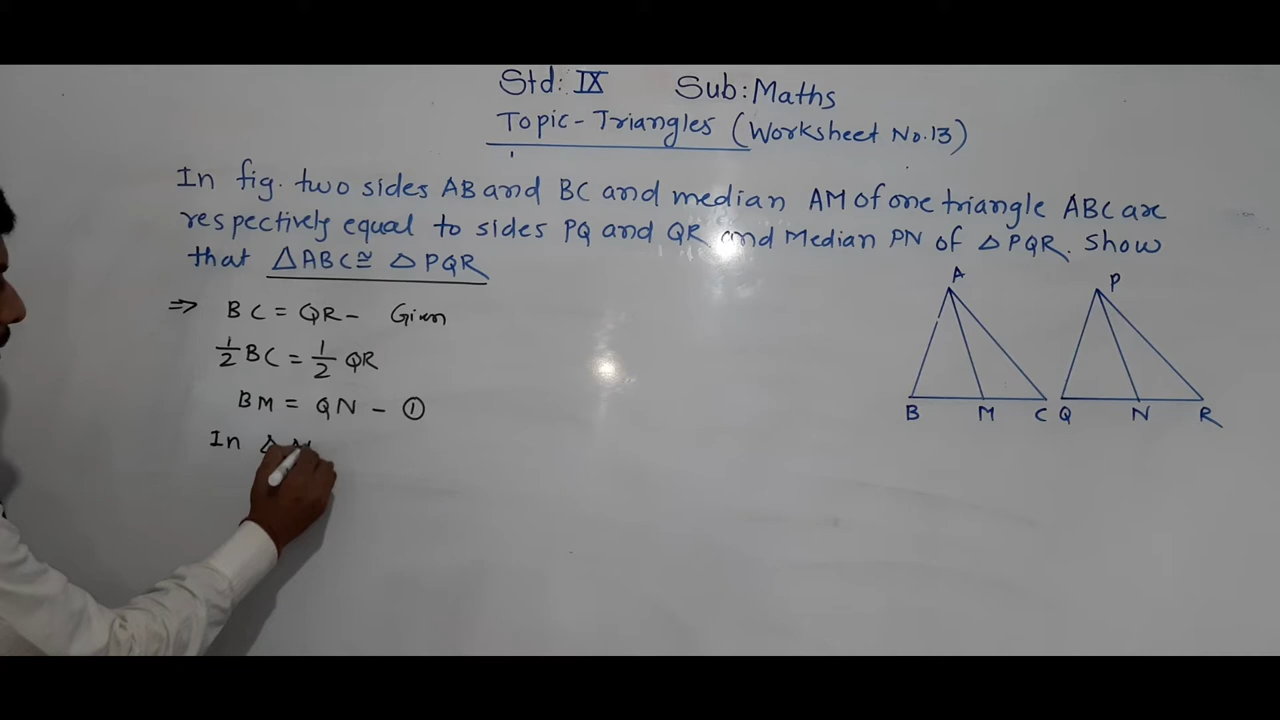 Std: IX Sub: Maths
Topic - Triangles (Worksheet No. 13)
In fig. two sides AB and BC and median AM of one triangle ABC are
respectively equal to sides PQ and QR and Median PN of △PQR. Show
that △ABC ≅ △PQR
⇒ BC = QR - Given
1/2 BC = 1/2 QR
BM = QN - ①
In △
A P
B M C Q N R